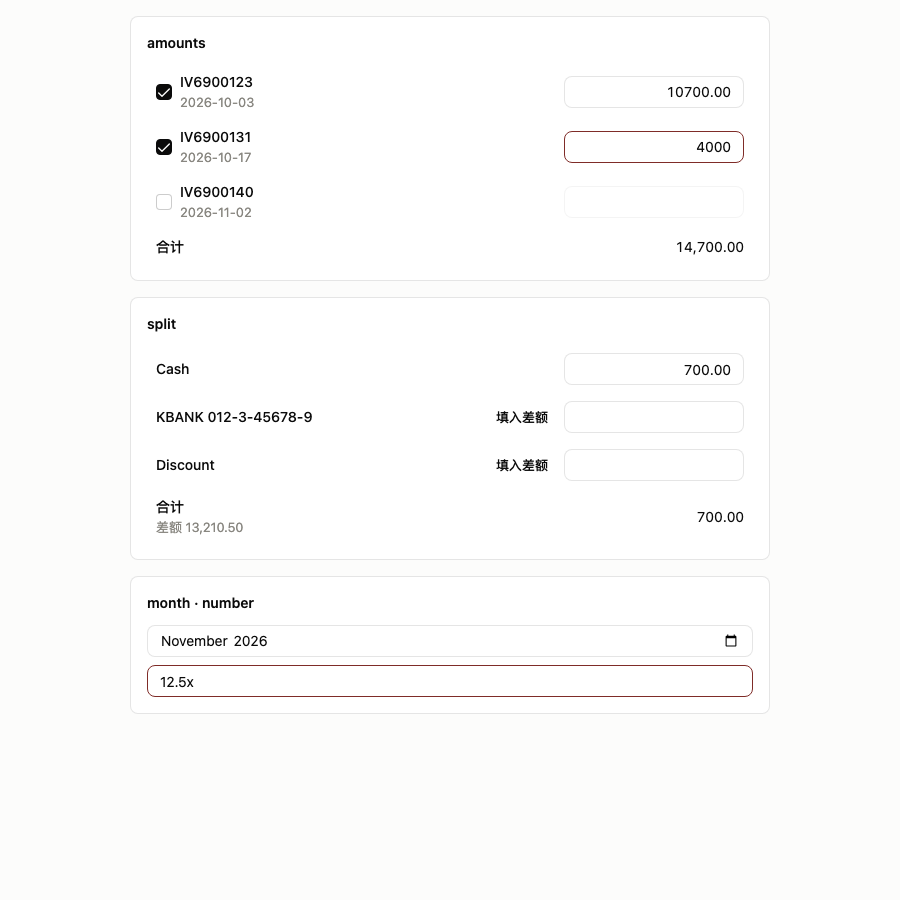 amounts
IV6900123
2026-10-03
10700.00
IV6900131
2026-10-17
4000
IV6900140
2026-11-02
合计
14,700.00
split
Cash
700.00
KBANK 012-3-45678-9
填入差额
Discount
填入差额
合计
差额 13,210.50
700.00
month · number
November 2026
12.5x